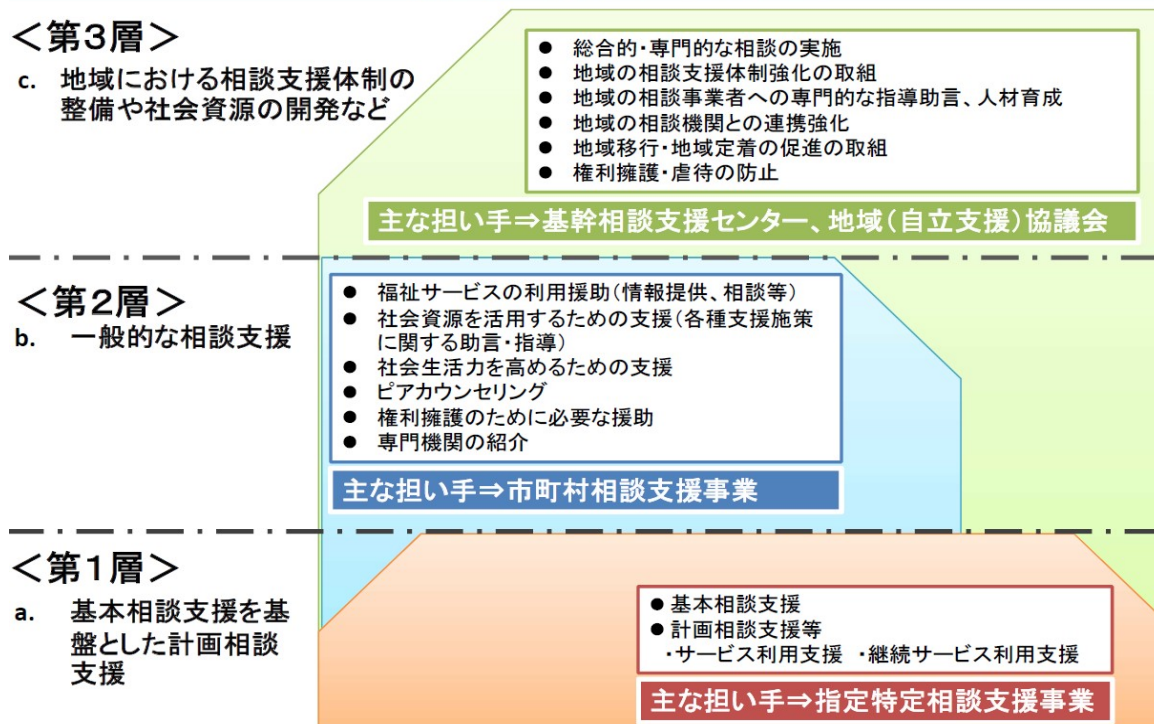 ＜第3層＞
c. 地域における相談支援体制の
整備や社会資源の開発など
● 総合的・専門的な相談の実施
● 地域の相談支援体制強化の取組
● 地域の相談事業者への専門的な指導助言、人材育成
● 地域の相談機関との連携強化
● 地域移行・地域定着の促進の取組
● 権利擁護・虐待の防止
主な担い手⇒基幹相談支援センター、地域（自立支援）協議会
＜第2層＞
b. 一般的な相談支援
● 福祉サービスの利用援助（情報提供、相談等）
● 社会資源を活用するための支援（各種支援施策
に関する助言・指導）
● 社会生活力を高めるための支援
● ピアカウンセリング
● 権利擁護のために必要な援助
● 専門機関の紹介
主な担い手⇒市町村相談支援事業
＜第1層＞
a. 基本相談支援を基
盤とした計画相談
支援
● 基本相談支援
● 計画相談支援等
・サービス利用支援 ・継続サービス利用支援
主な担い手⇒指定特定相談支援事業